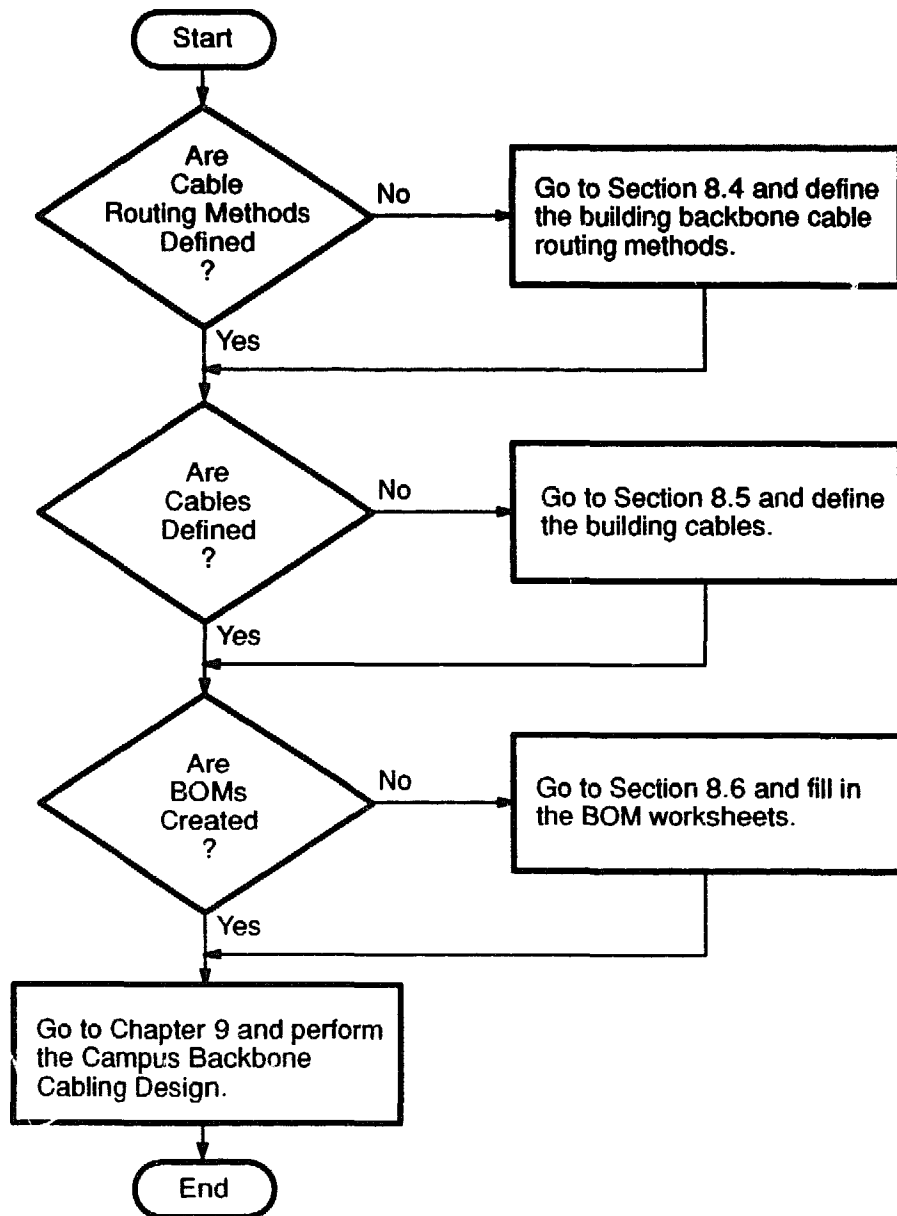 Start
Are
Cable
Routing Methods
Defined
?
No
Go to Section 8.4 and define
the building backbone cable
routing methods.
Yes
Are
Cables
Defined
?
No
Go to Section 8.5 and define
the building cables.
Yes
Are
BOMs
Created
?
No
Go to Section 8.6 and fill in
the BOM worksheets.
Yes
Go to Chapter 9 and perform
the Campus Backbone
Cabling Design.
End